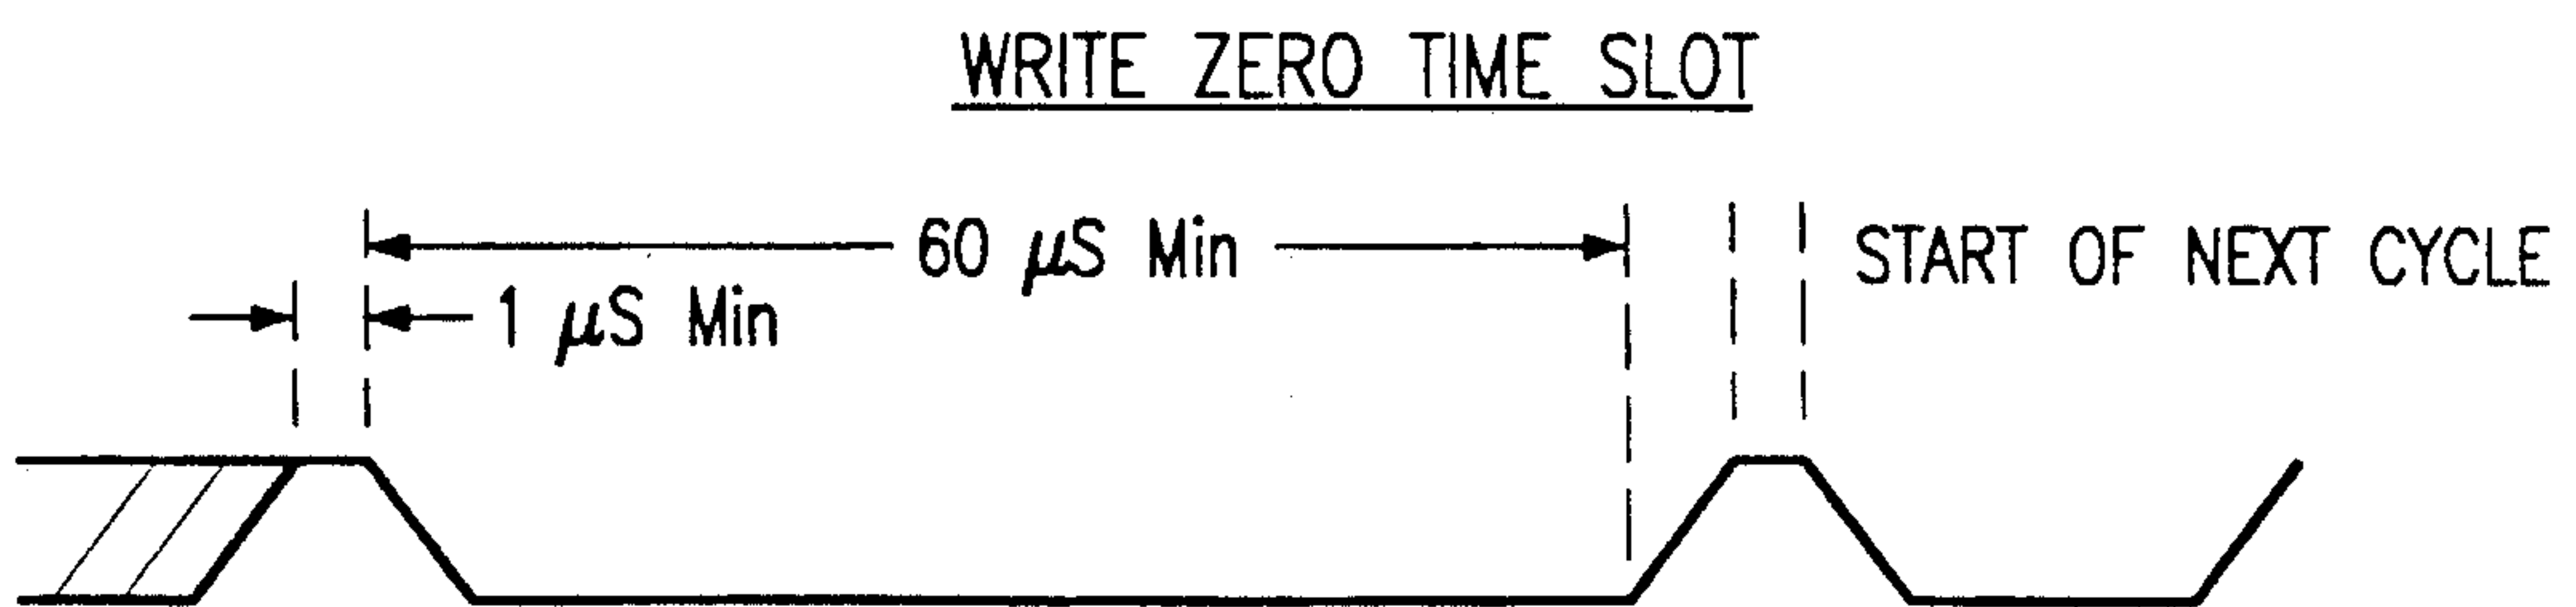 WRITE ZERO TIME SLOT
60 µS Min
START OF NEXT CYCLE
1 µS Min